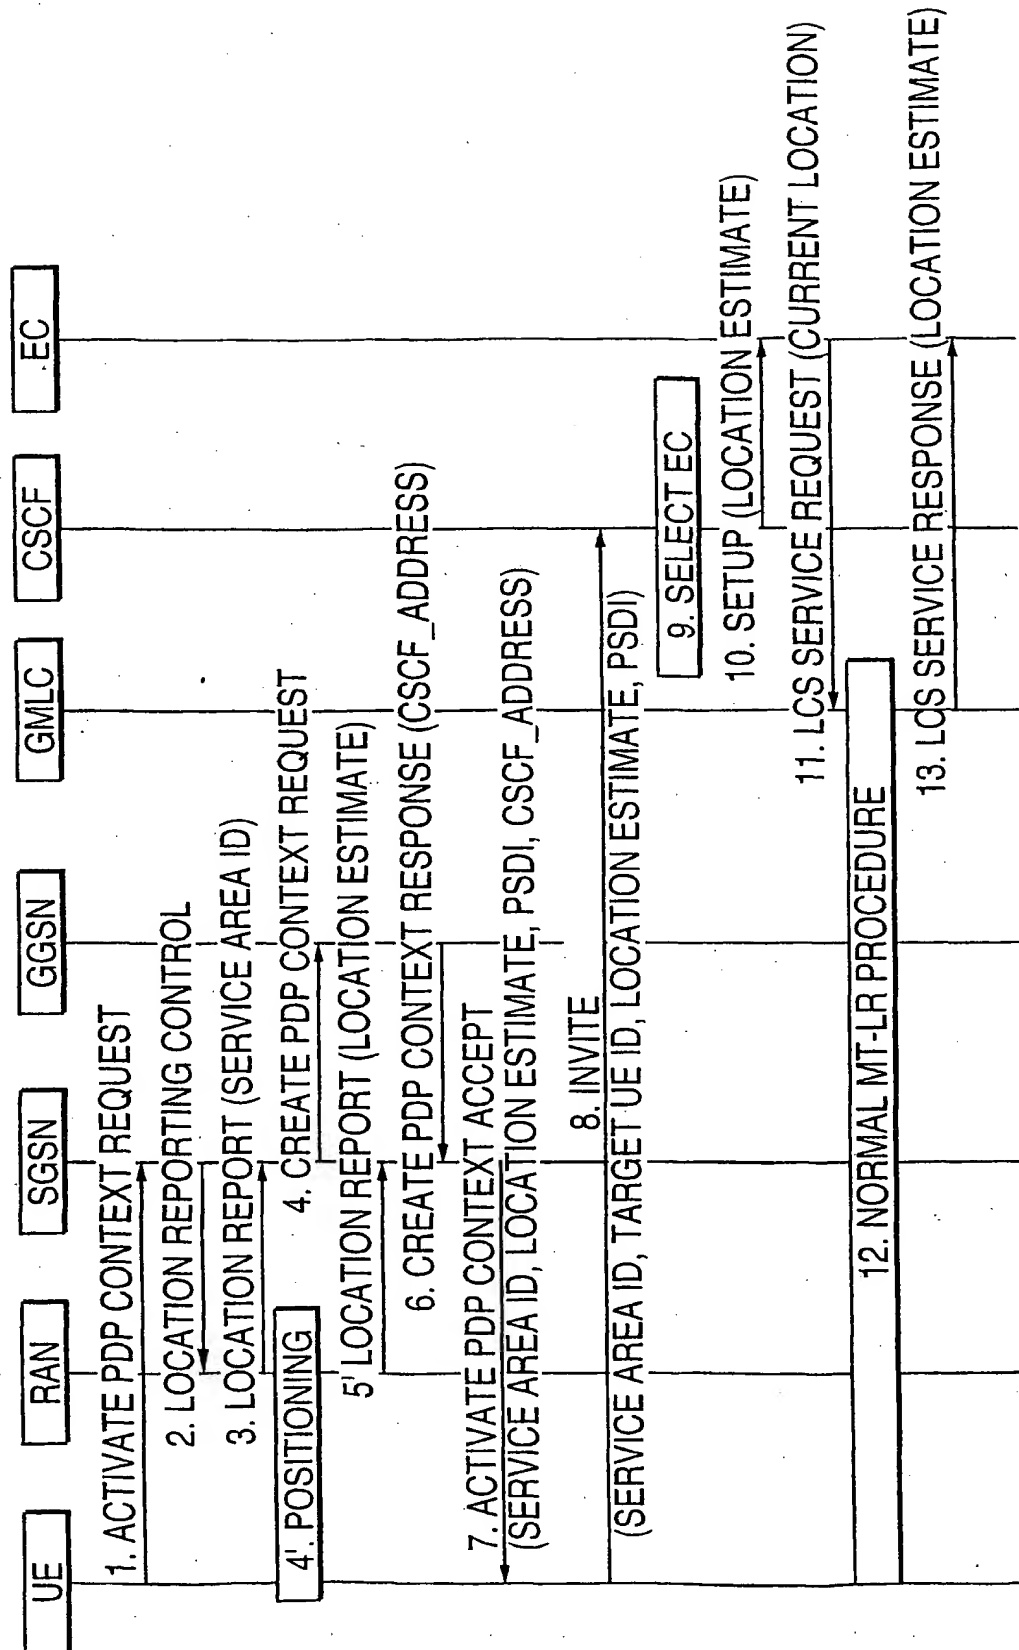 UE
RAN
SGSN
GGSN
GMLC
CSCF
EC
1. ACTIVATE PDP CONTEXT REQUEST
2. LOCATION REPORTING CONTROL
3. LOCATION REPORT (SERVICE AREA ID)
4'. POSITIONING
4. CREATE PDP CONTEXT REQUEST
5' LOCATION REPORT (LOCATION ESTIMATE)
6. CREATE PDP CONTEXT RESPONSE (CSCF_ADDRESS)
7. ACTIVATE PDP CONTEXT ACCEPT
(SERVICE AREA ID, LOCATION ESTIMATE, PSDI, CSCF_ADDRESS)
8. INVITE
(SERVICE AREA ID, TARGET UE ID, LOCATION ESTIMATE, PSDI)
9. SELECT EC
10. SETUP (LOCATION ESTIMATE)
11. LCS SERVICE REQUEST (CURRENT LOCATION)
12. NORMAL MT-LR PROCEDURE
13. LCS SERVICE RESPONSE (LOCATION ESTIMATE)